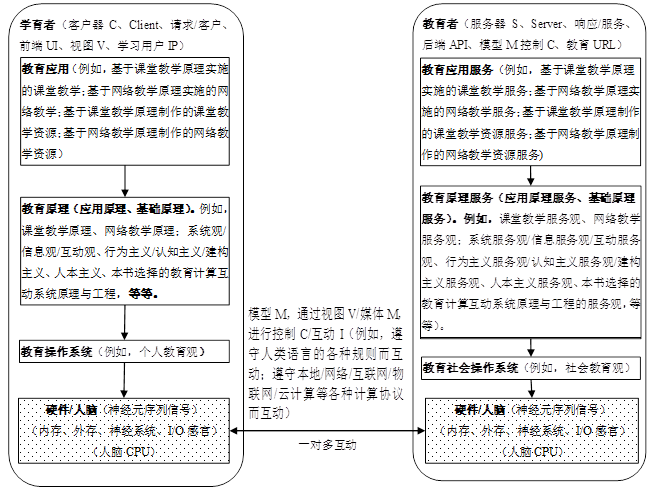 学育者（客户器 C、Client、请求/客户、
前端 UI、视图 V、学习用户 IP）
教育应用（例如，基于课堂教学原理实施
的课堂教学；基于网络教学原理实施的网
络教学；基于课堂教学原理制作的课堂教
学资源；基于网络教学原理制作的网络教
学资源）
教育原理（应用原理、基础原理）。例如，
课堂教学原理、网络教学原理；系统观/
信息观/互动观、行为主义/认知主义/建构
主义、人本主义、本书选择的教育计算互
动系统原理与工程，等等。
教育操作系统（例如，个人教育观）
硬件/人脑（神经元序列信号）
（内存、外存、神经系统、I/O 感官）
（人脑 CPU）
模型 M，通过视图 V/媒体 M，
进行控制 C/互动 I（例如，遵
守人类语言的各种规则而互
动；遵守本地/网络/互联网/物
联网/云计算等各种计算协议
而互动）
一对多互动
教育者（服务器 S、Server、响应/服务、
后端 API、模型 M 控制 C、教育 URL）
教育应用服务（例如，基于课堂教学原理
实施的课堂教学服务；基于网络教学原理实
施的网络教学服务；基于课堂教学原理制作
的课堂教学资源服务；基于网络教学原理制
作的网络教学资源服务)
教育原理服务（应用原理服务、基础原理
服务）。例如，课堂教学服务观、网络教学
服务观；系统服务观/信息服务观/互动服务
观、行为主义服务观/认知主义服务观/建构
主义服务观、人本主义服务观、本书选择的
教育计算互动系统原理与工程的服务观，等
等）。
教育社会操作系统（例如，社会教育观）
硬件/人脑（神经元序列信号）
（内存、外存、神经系统、I/O 感官）
（人脑 CPU）